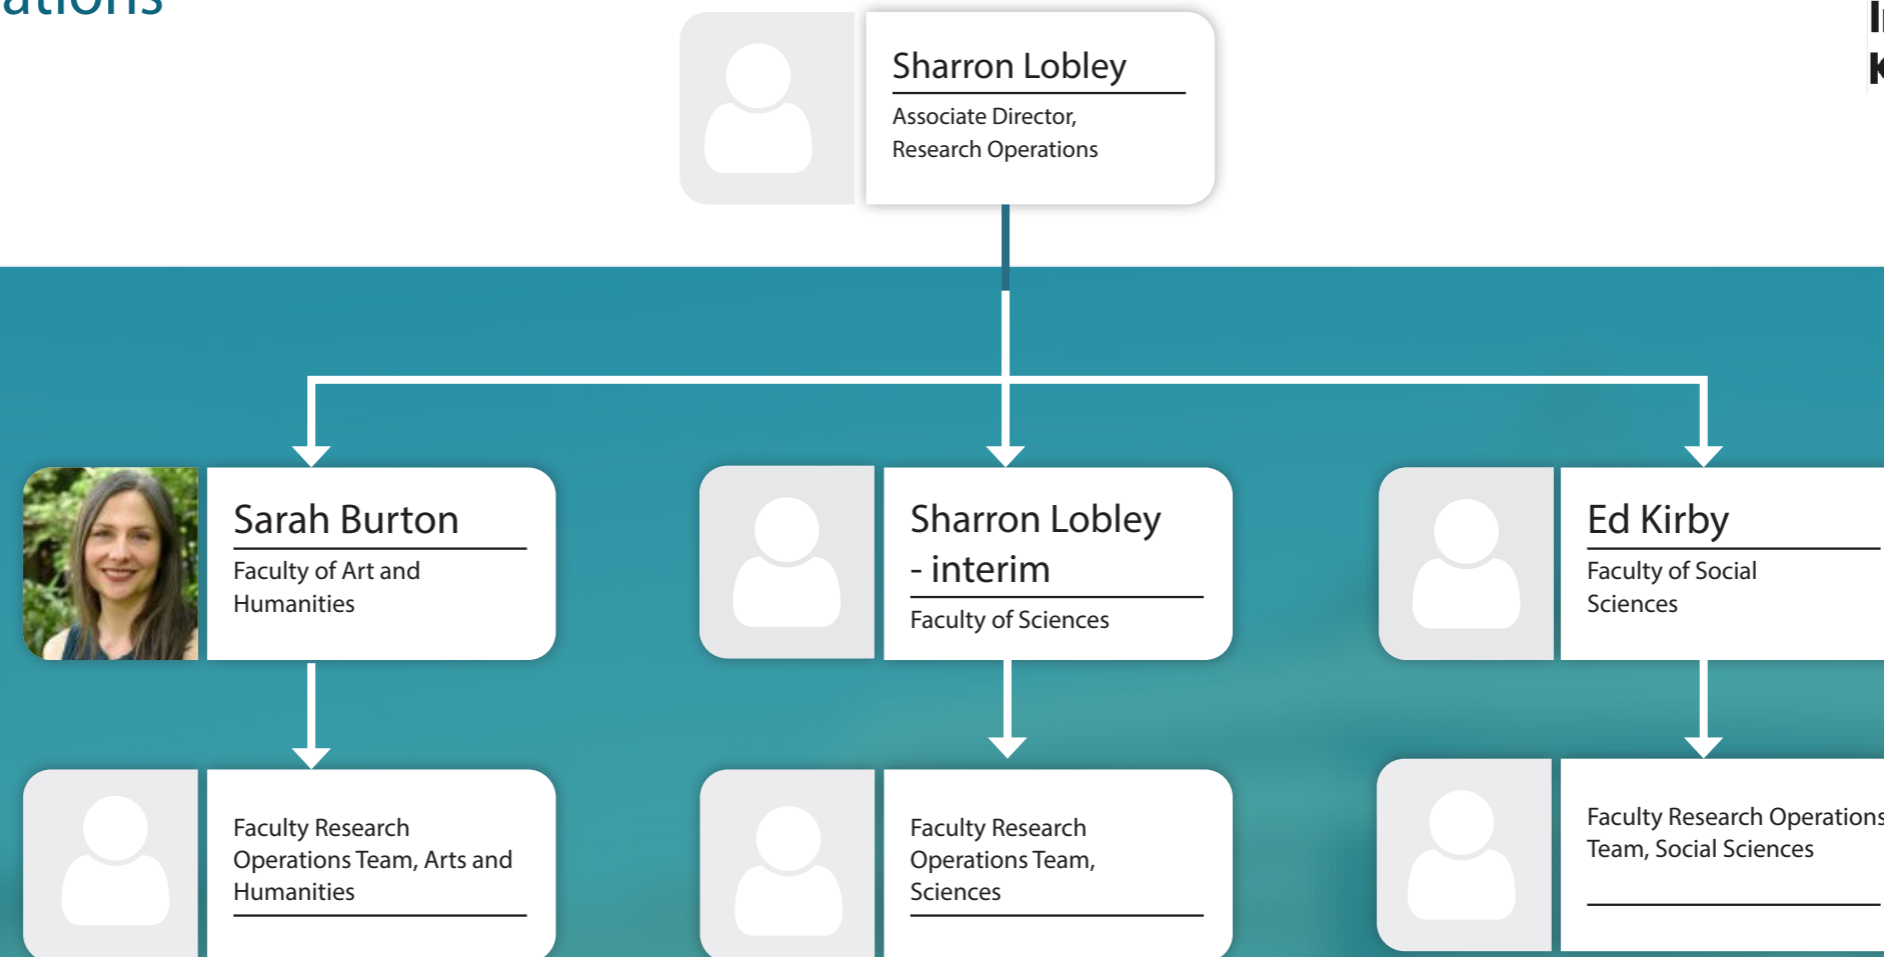 ations
Sharron Lobley
Associate Director,
Research Operations
Sarah Burton
Faculty of Art and
Humanities
Sharron Lobley
- interim
Faculty of Sciences
Ed Kirby
Faculty of Social
Sciences
Faculty Research
Operations Team, Arts and
Humanities
Faculty Research
Operations Team,
Sciences
Faculty Research Operations
Team, Social Sciences